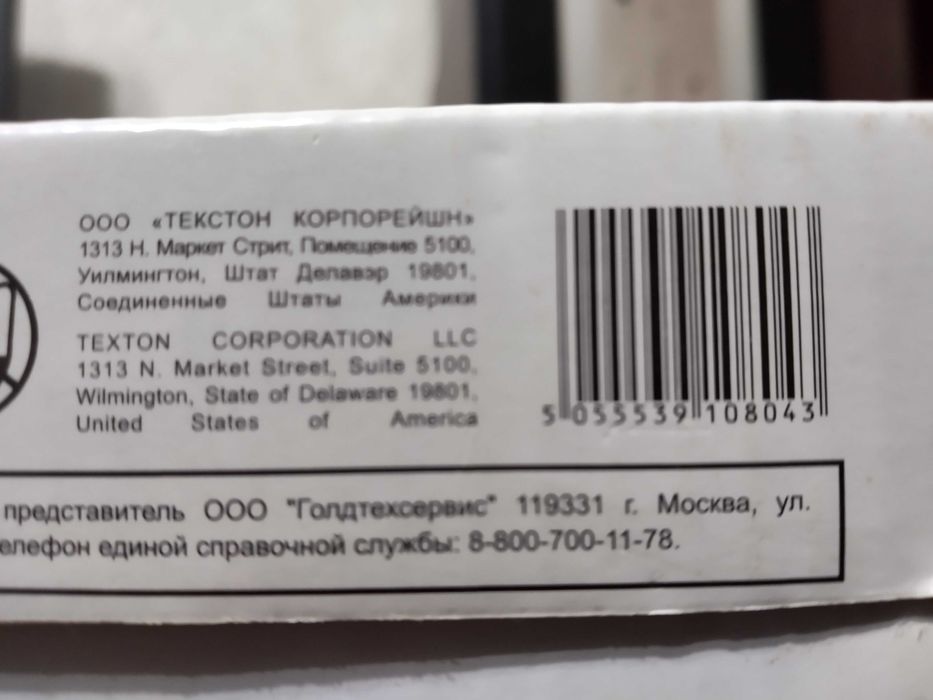 ООО «ТЕКСТОН КОРПОРЕЙШН»
1313 Н. Маркет Стрит, Помещение 5100,
Уилмингтон, Штат Делавэр 19801,
Соединенные Штаты Америки
TEXTON CORPORATION LLC
1313 N. Market Street, Suite 5100,
Wilmington, State of Delaware 19801,
United States of America
5 055539 108043
представитель ООО "Голдтехсервис" 119331 г. Москва, ул.
елефон единой справочной службы: 8-800-700-11-78.